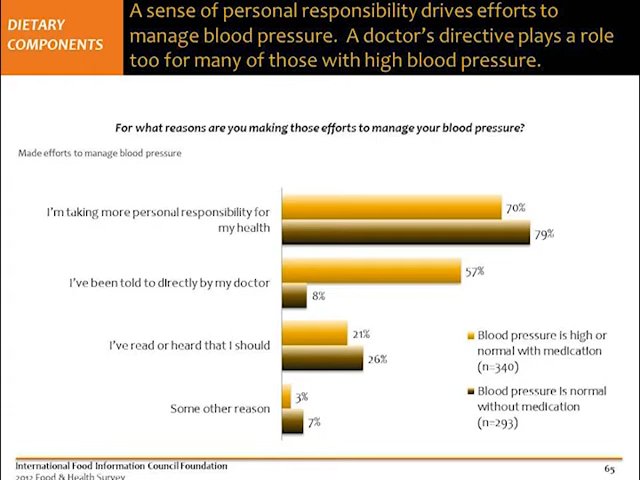 DIETARY
COMPONENTS
A sense of personal responsibility drives efforts to
manage blood pressure. A doctor's directive plays a role
too for many of those with high blood pressure.
For what reasons are you making those efforts to manage your blood pressure?
Made efforts to manage blood pressure
I'm taking more personal responsibility for
my health
70%
79%
I've been told to directly by my doctor
57%
8%
I've read or heard that I should
21%
26%
Some other reason
3%
7%
Blood pressure is high or
normal with medication
(n=340)
Blood pressure is normal
without medication
(n=293)
International Food Information Council Foundation
2012 Food & Health Survey
65